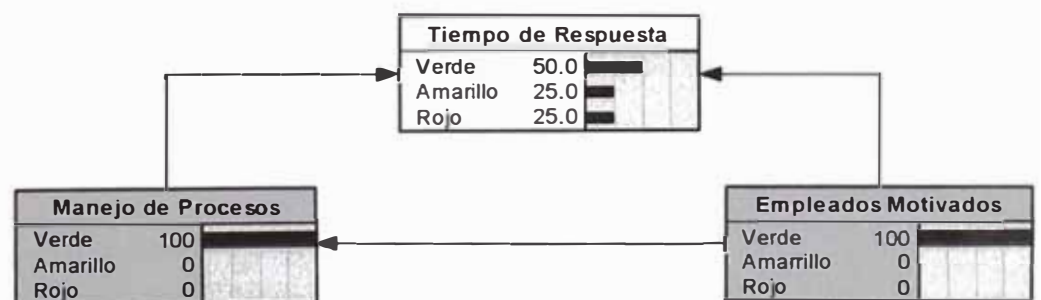 Tiempo de Respuesta
Verde 50.0
Amarillo 25.0
Rojo 25.0
Manejo de Procesos
Verde 100
Amarillo 0
Rojo 0
Empleados Motivados
Verde 100
Amarrillo 0
Rojo 0